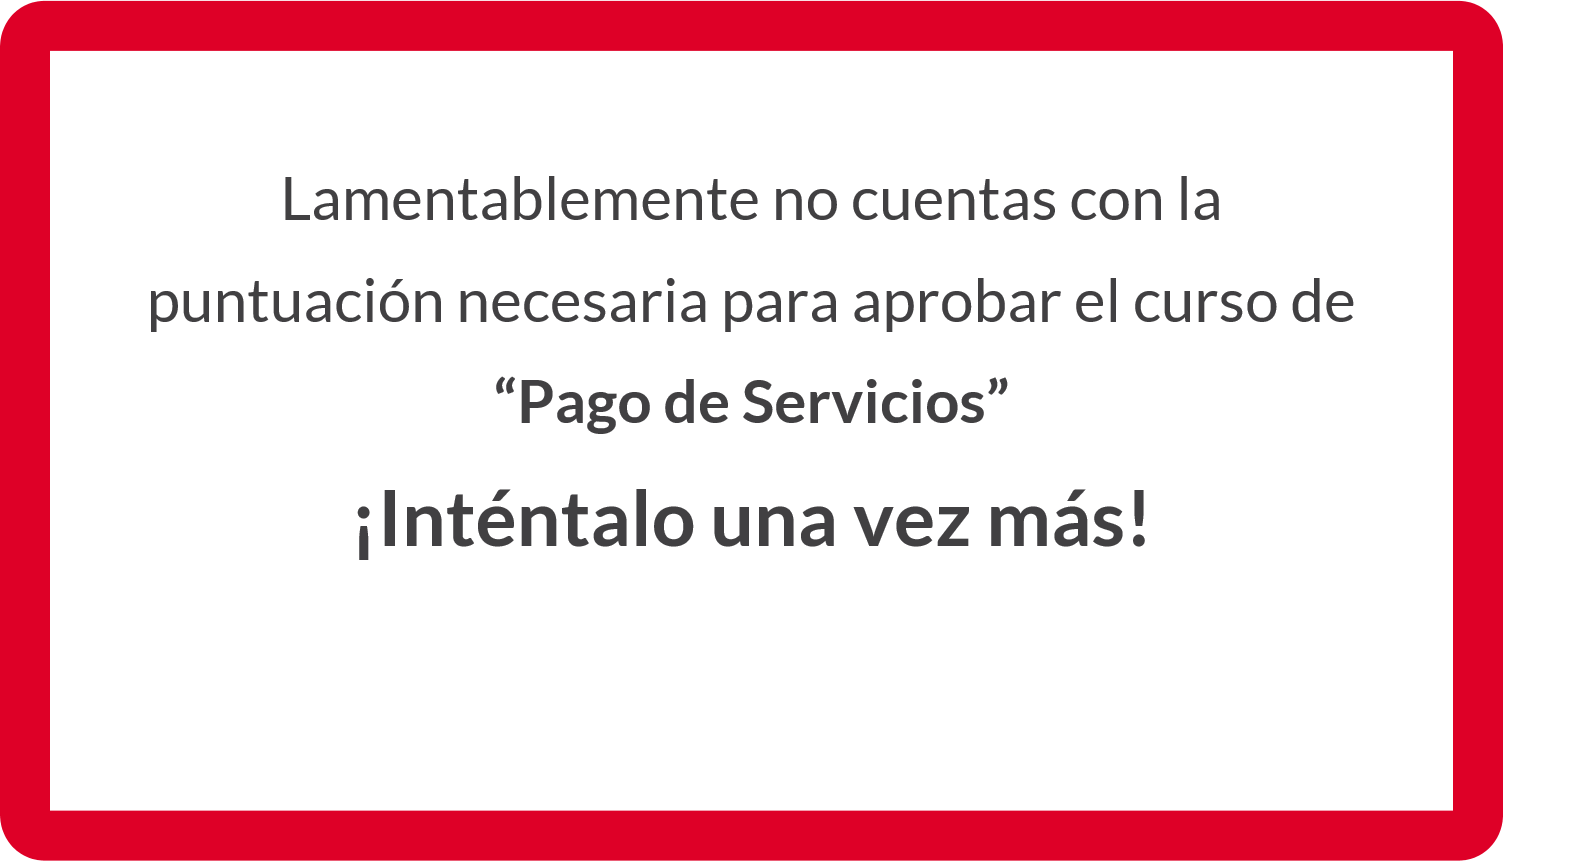 Lamentablemente no cuentas con la
puntuación necesaria para aprobar el curso de
“Pago de Servicios”
¡Inténtalo una vez más!